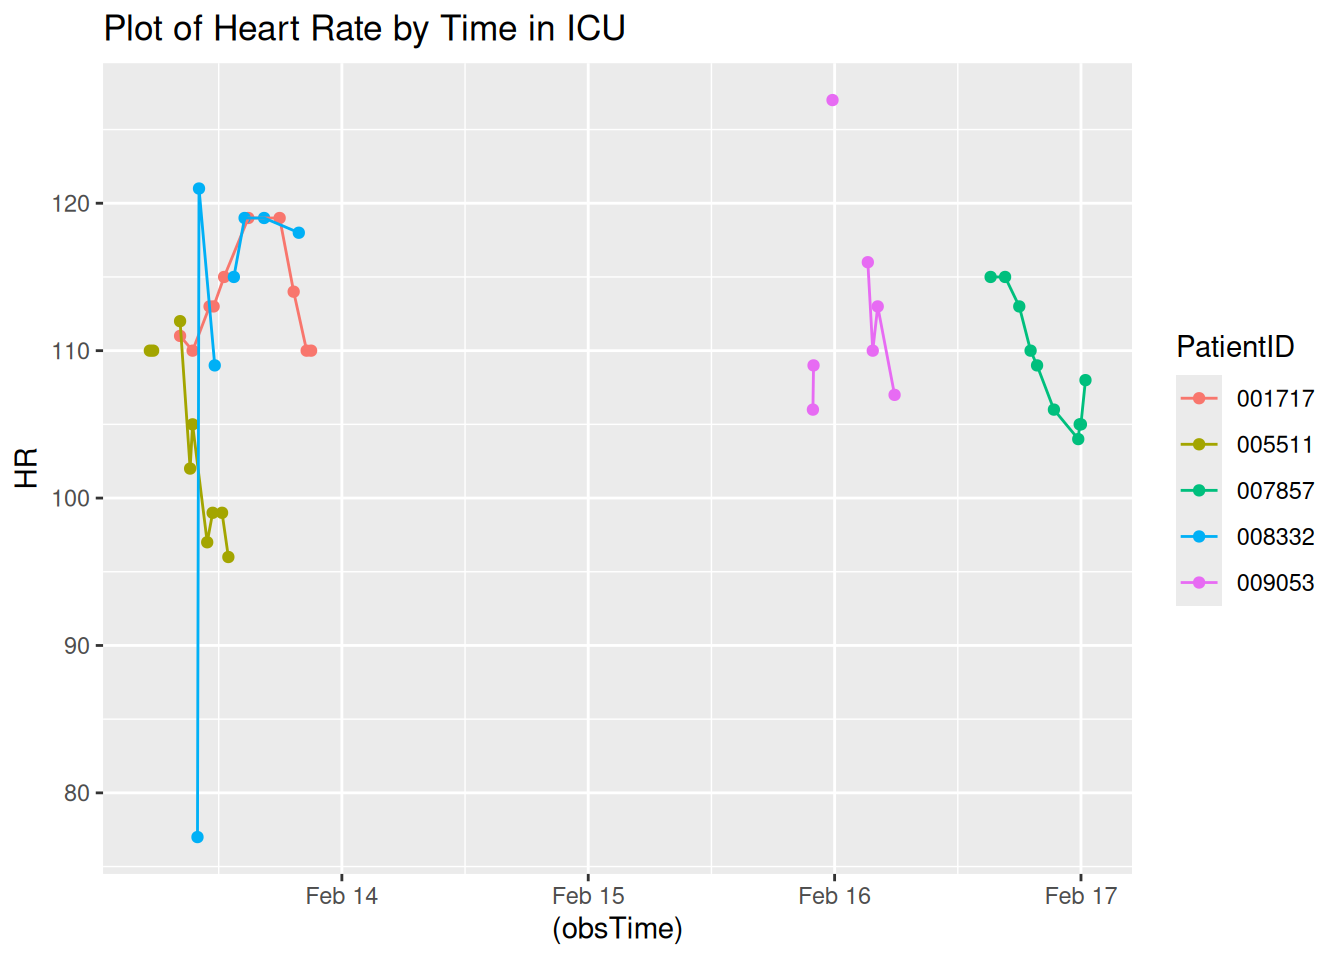 Plot of Heart Rate by Time in ICU
HR
120
110
100
90
80
Feb 14
Feb 15
Feb 16
Feb 17
(obsTime)
PatientID
001717
005511
007857
008332
009053